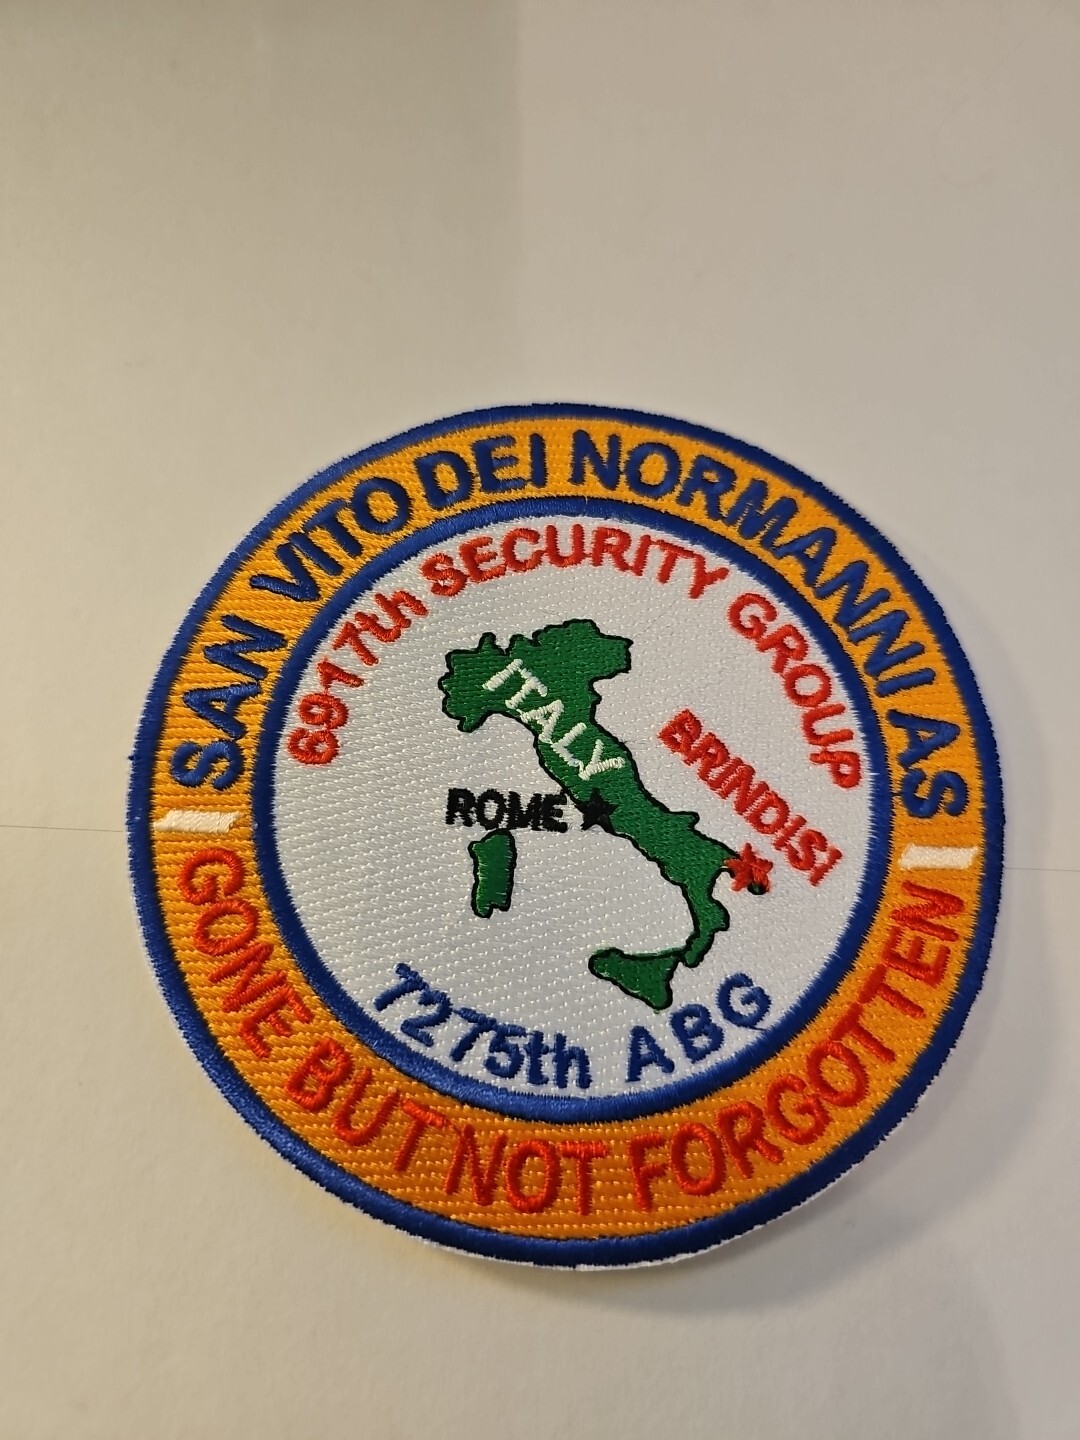 SAN VITO DEI NORMANNI AS
6917th SECURITY GROUP
ITALY
BRINDISI
ROME
7275th ABG
GONE BUT NOT FORGOTTEN